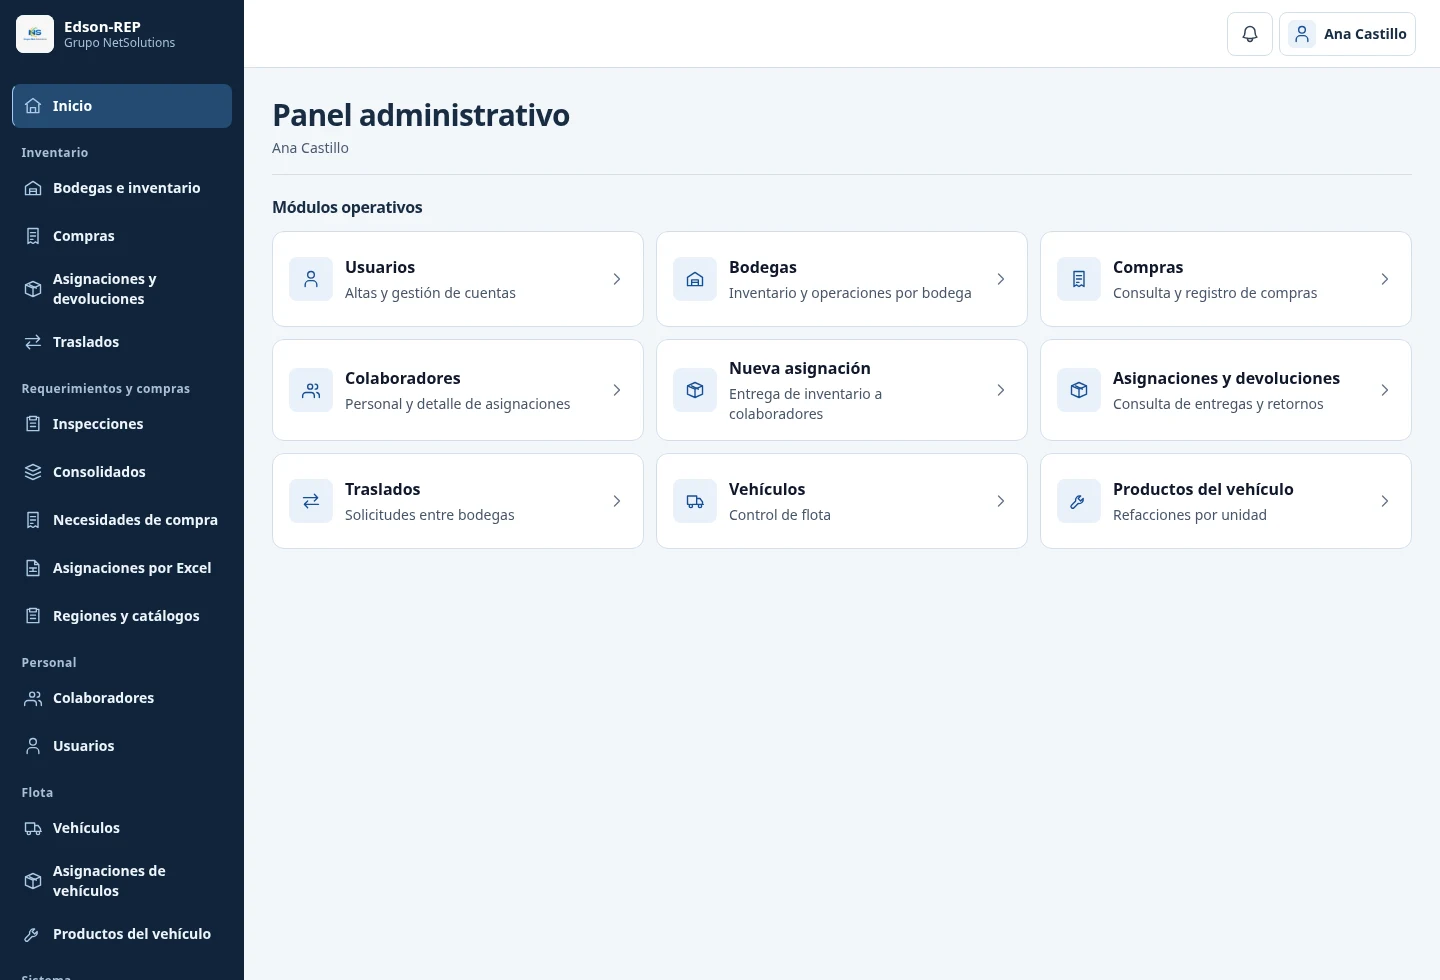 Edson-REP
Grupo NetSolutions
Inicio
Inventario
Bodegas e inventario
Compras
Asignaciones y
devoluciones
Traslados
Requerimientos y compras
Inspecciones
Consolidados
Necesidades de compra
Asignaciones por Excel
Regiones y catálogos
Personal
Colaboradores
Usuarios
Flota
Vehículos
Asignaciones de
vehículos
Productos del vehículo
Sistema
Ana Castillo
Panel administrativo
Ana Castillo
Módulos operativos
Usuarios
Altas y gestión de cuentas
Bodegas
Inventario y operaciones por bodega
Compras
Consulta y registro de compras
Colaboradores
Personal y detalle de asignaciones
Nueva asignación
Entrega de inventario a
colaboradores
Asignaciones y devoluciones
Consulta de entregas y retornos
Traslados
Solicitudes entre bodegas
Vehículos
Control de flota
Productos del vehículo
Refacciones por unidad